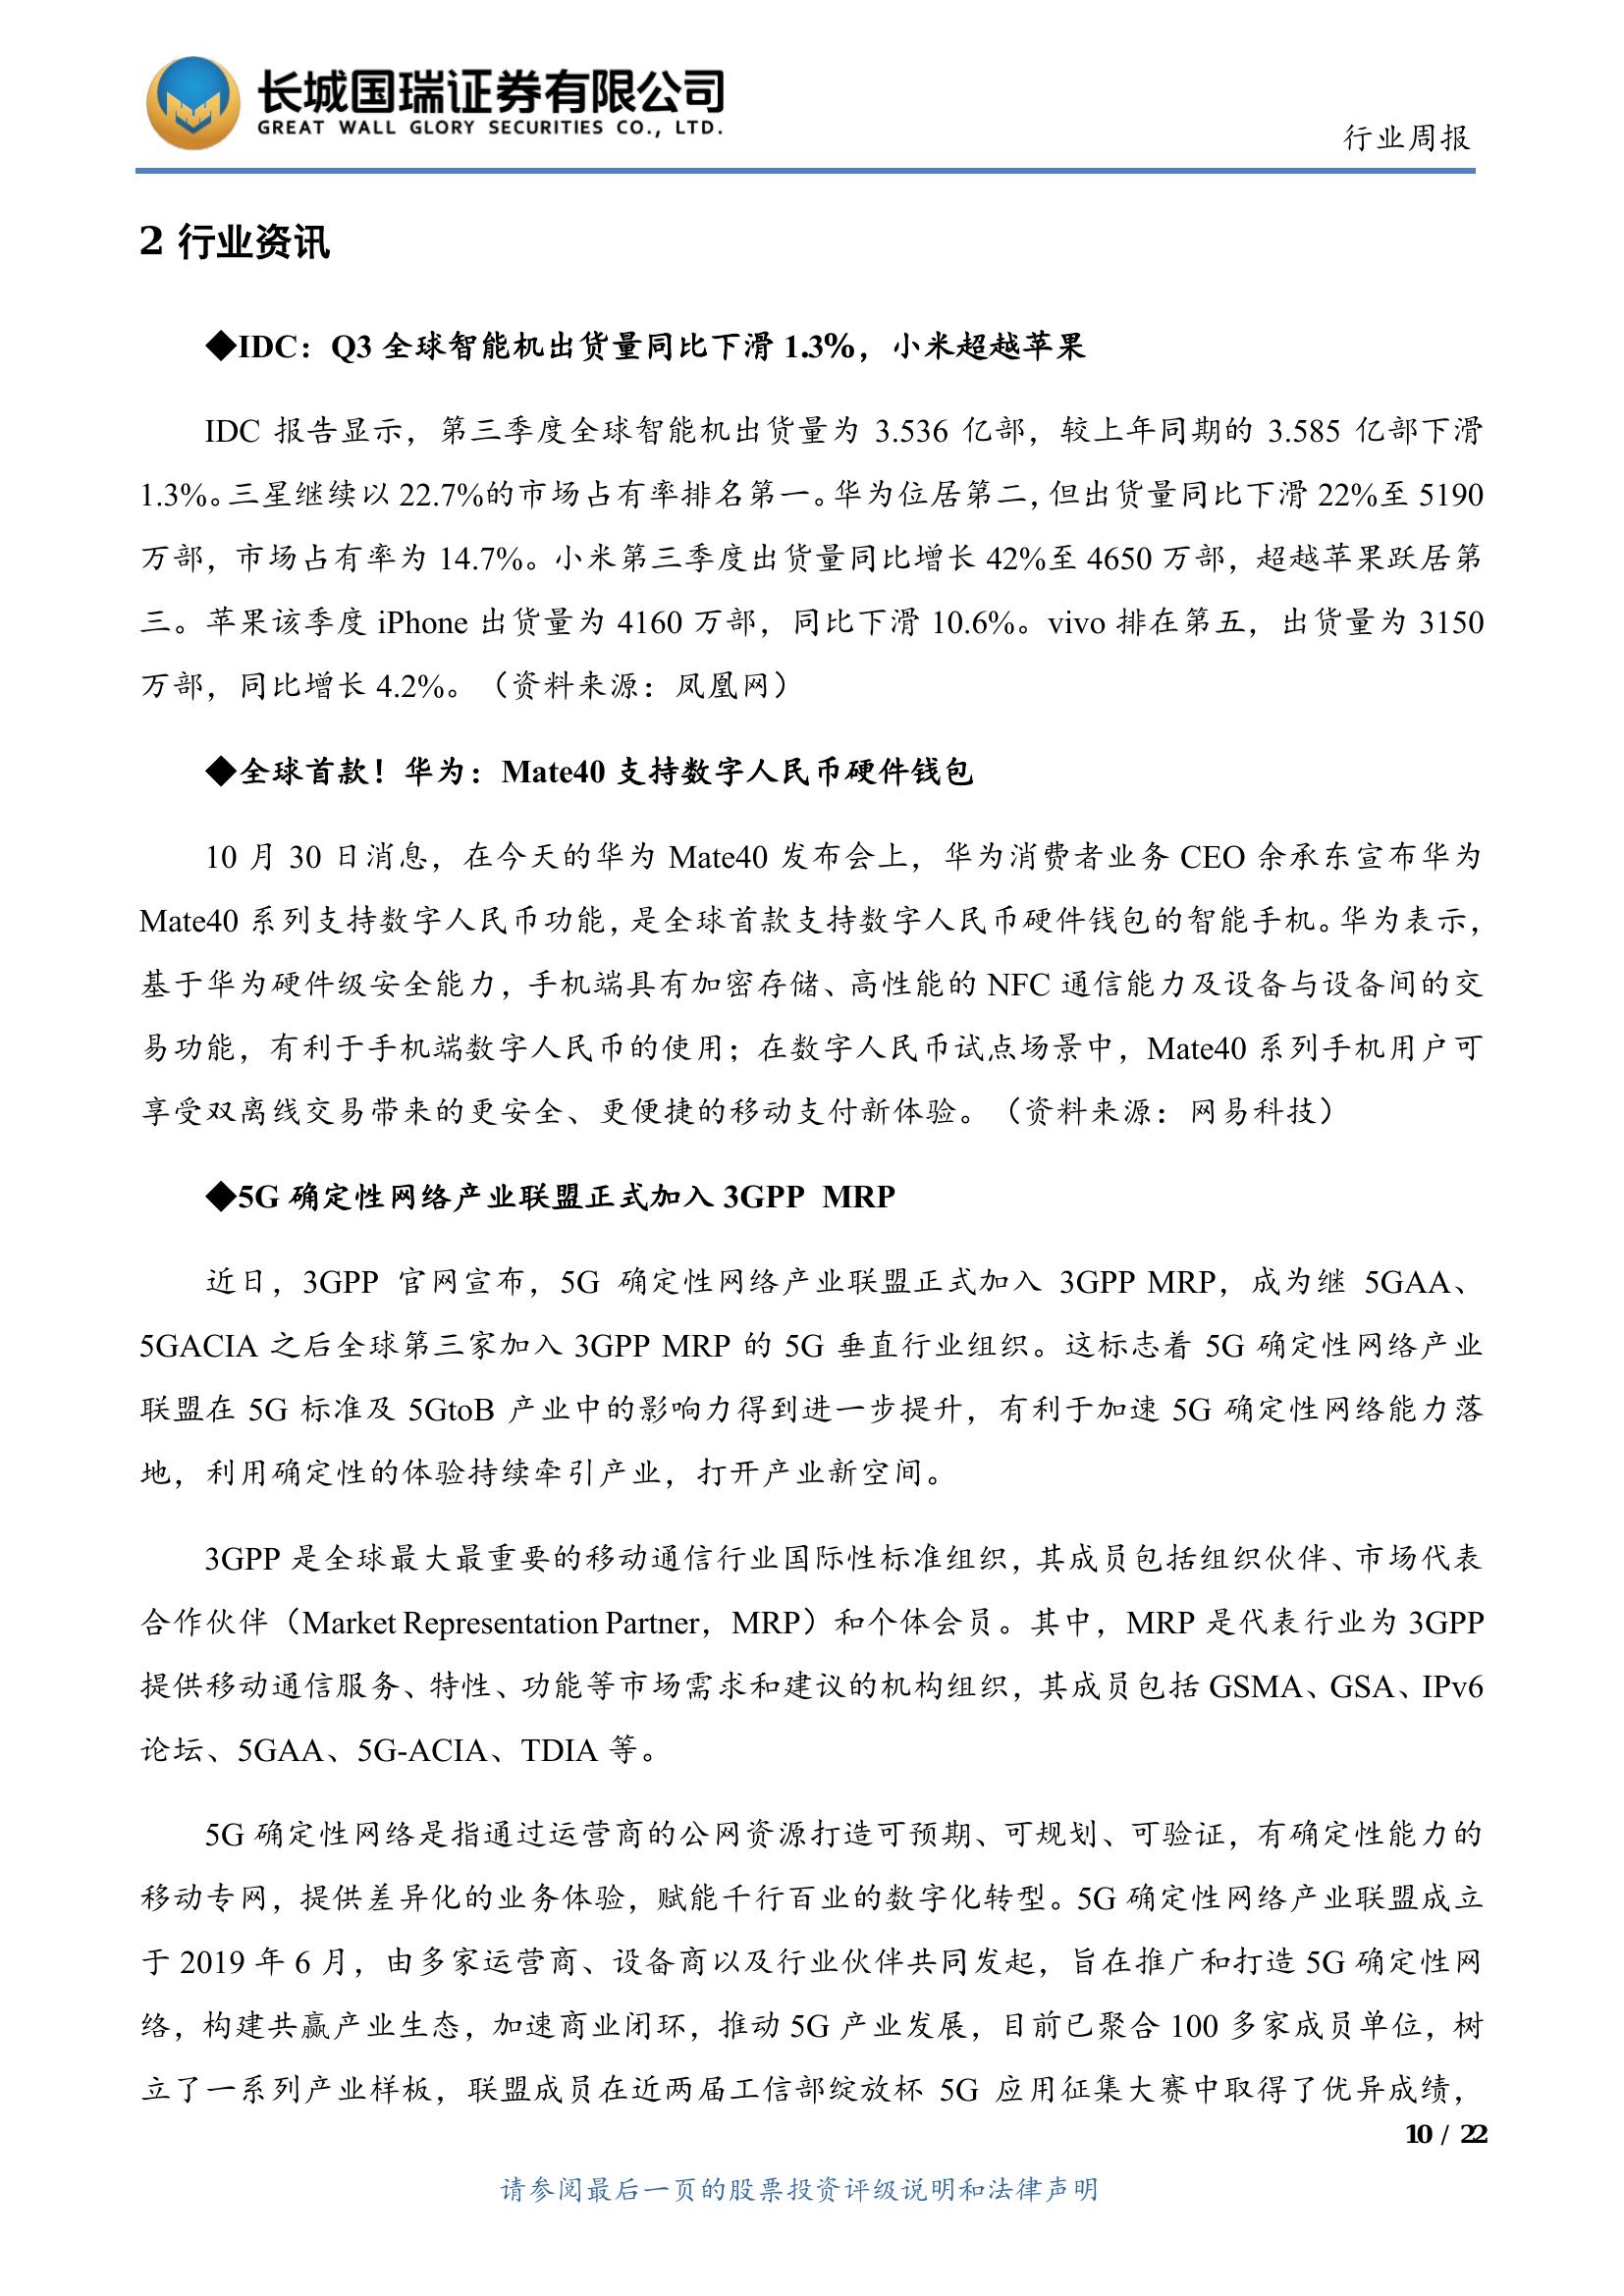 长城国瑞证券有限公司
GREAT WALL GLORY SECURITIES CO., LTD.
行业周报
2 行业资讯
◆IDC：Q3 全球智能机出货量同比下滑 1.3%，小米超越苹果
IDC 报告显示，第三季度全球智能机出货量为 3.536 亿部，较上年同期的 3.585 亿部下滑
1.3%。三星继续以 22.7%的市场占有率排名第一。华为位居第二，但出货量同比下滑 22%至 5190
万部，市场占有率为 14.7%。小米第三季度出货量同比增长 42%至 4650 万部，超越苹果跃居第
三。苹果该季度 iPhone 出货量为 4160 万部，同比下滑 10.6%。vivo 排在第五，出货量为 3150
万部，同比增长 4.2%。（资料来源：凤凰网）
◆全球首款！华为：Mate40 支持数字人民币硬件钱包
10 月 30 日消息，在今天的华为 Mate40 发布会上，华为消费者业务 CEO 余承东宣布华为
Mate40 系列支持数字人民币功能，是全球首款支持数字人民币硬件钱包的智能手机。华为表示，
基于华为硬件级安全能力，手机端具有加密存储、高性能的 NFC 通信能力及设备与设备间的交
易功能，有利于手机端数字人民币的使用；在数字人民币试点场景中，Mate40 系列手机用户可
享受双离线交易带来的更安全、更便捷的移动支付新体验。（资料来源：网易科技）
◆5G 确定性网络产业联盟正式加入 3GPP MRP
近日，3GPP 官网宣布，5G 确定性网络产业联盟正式加入 3GPP MRP，成为继 5GAA、
5GACIA 之后全球第三家加入 3GPP MRP 的 5G 垂直行业组织。这标志着 5G 确定性网络产业
联盟在 5G 标准及 5GtoB 产业中的影响力得到进一步提升，有利于加速 5G 确定性网络能力落
地，利用确定性的体验持续牵引产业，打开产业新空间。
3GPP 是全球最大最重要的移动通信行业国际性标准组织，其成员包括组织伙伴、市场代表
合作伙伴（Market Representation Partner，MRP）和个体会员。其中，MRP 是代表行业为 3GPP
提供移动通信服务、特性、功能等市场需求和建议的机构组织，其成员包括 GSMA、GSA、IPv6
论坛、5GAA、5G-ACIA、TDIA 等。
5G 确定性网络是指通过运营商的公网资源打造可预期、可规划、可验证，有确定性能力的
移动专网，提供差异化的业务体验，赋能千行百业的数字化转型。5G 确定性网络产业联盟成立
于 2019 年 6 月，由多家运营商、设备商以及行业伙伴共同发起，旨在推广和打造 5G 确定性网
络，构建共赢产业生态，加速商业闭环，推动 5G 产业发展，目前已聚合 100 多家成员单位，树
立了一系列产业样板，联盟成员在近两届工信部绽放杯 5G 应用征集大赛中取得了优异成绩，
10 / 22
请参阅最后一页的股票投资评级说明和法律声明